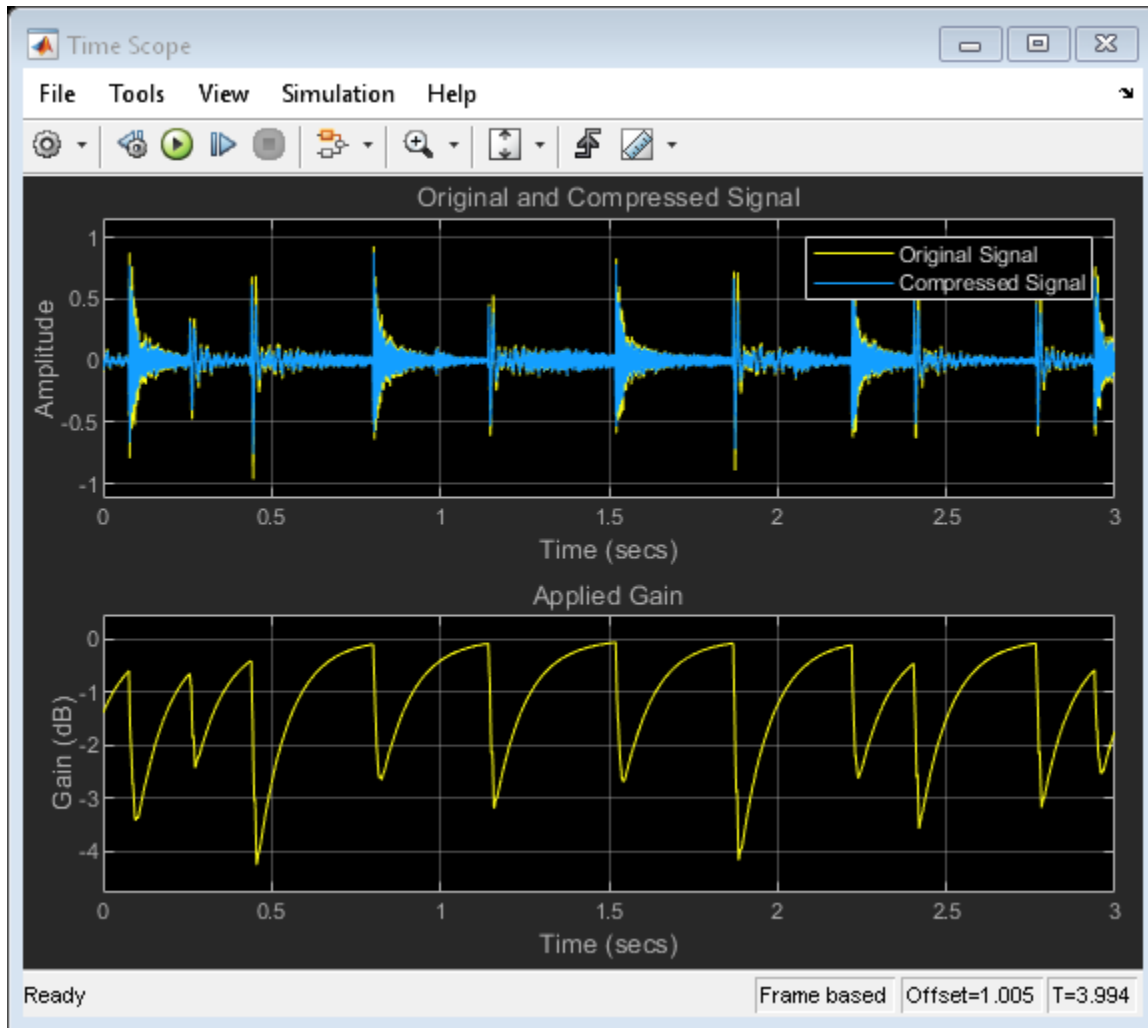 Time Scope
File Tools View Simulation Help
Original and Compressed Signal
Original Signal
Compressed Signal
1
0.5
0
-0.5
-1
Amplitude
0 0.5 1 1.5 2 2.5 3
Time (secs)
Applied Gain
0
-1
-2
-3
-4
Gain (dB)
0 0.5 1 1.5 2 2.5 3
Time (secs)
Ready Frame based Offset=1.005 T=3.994